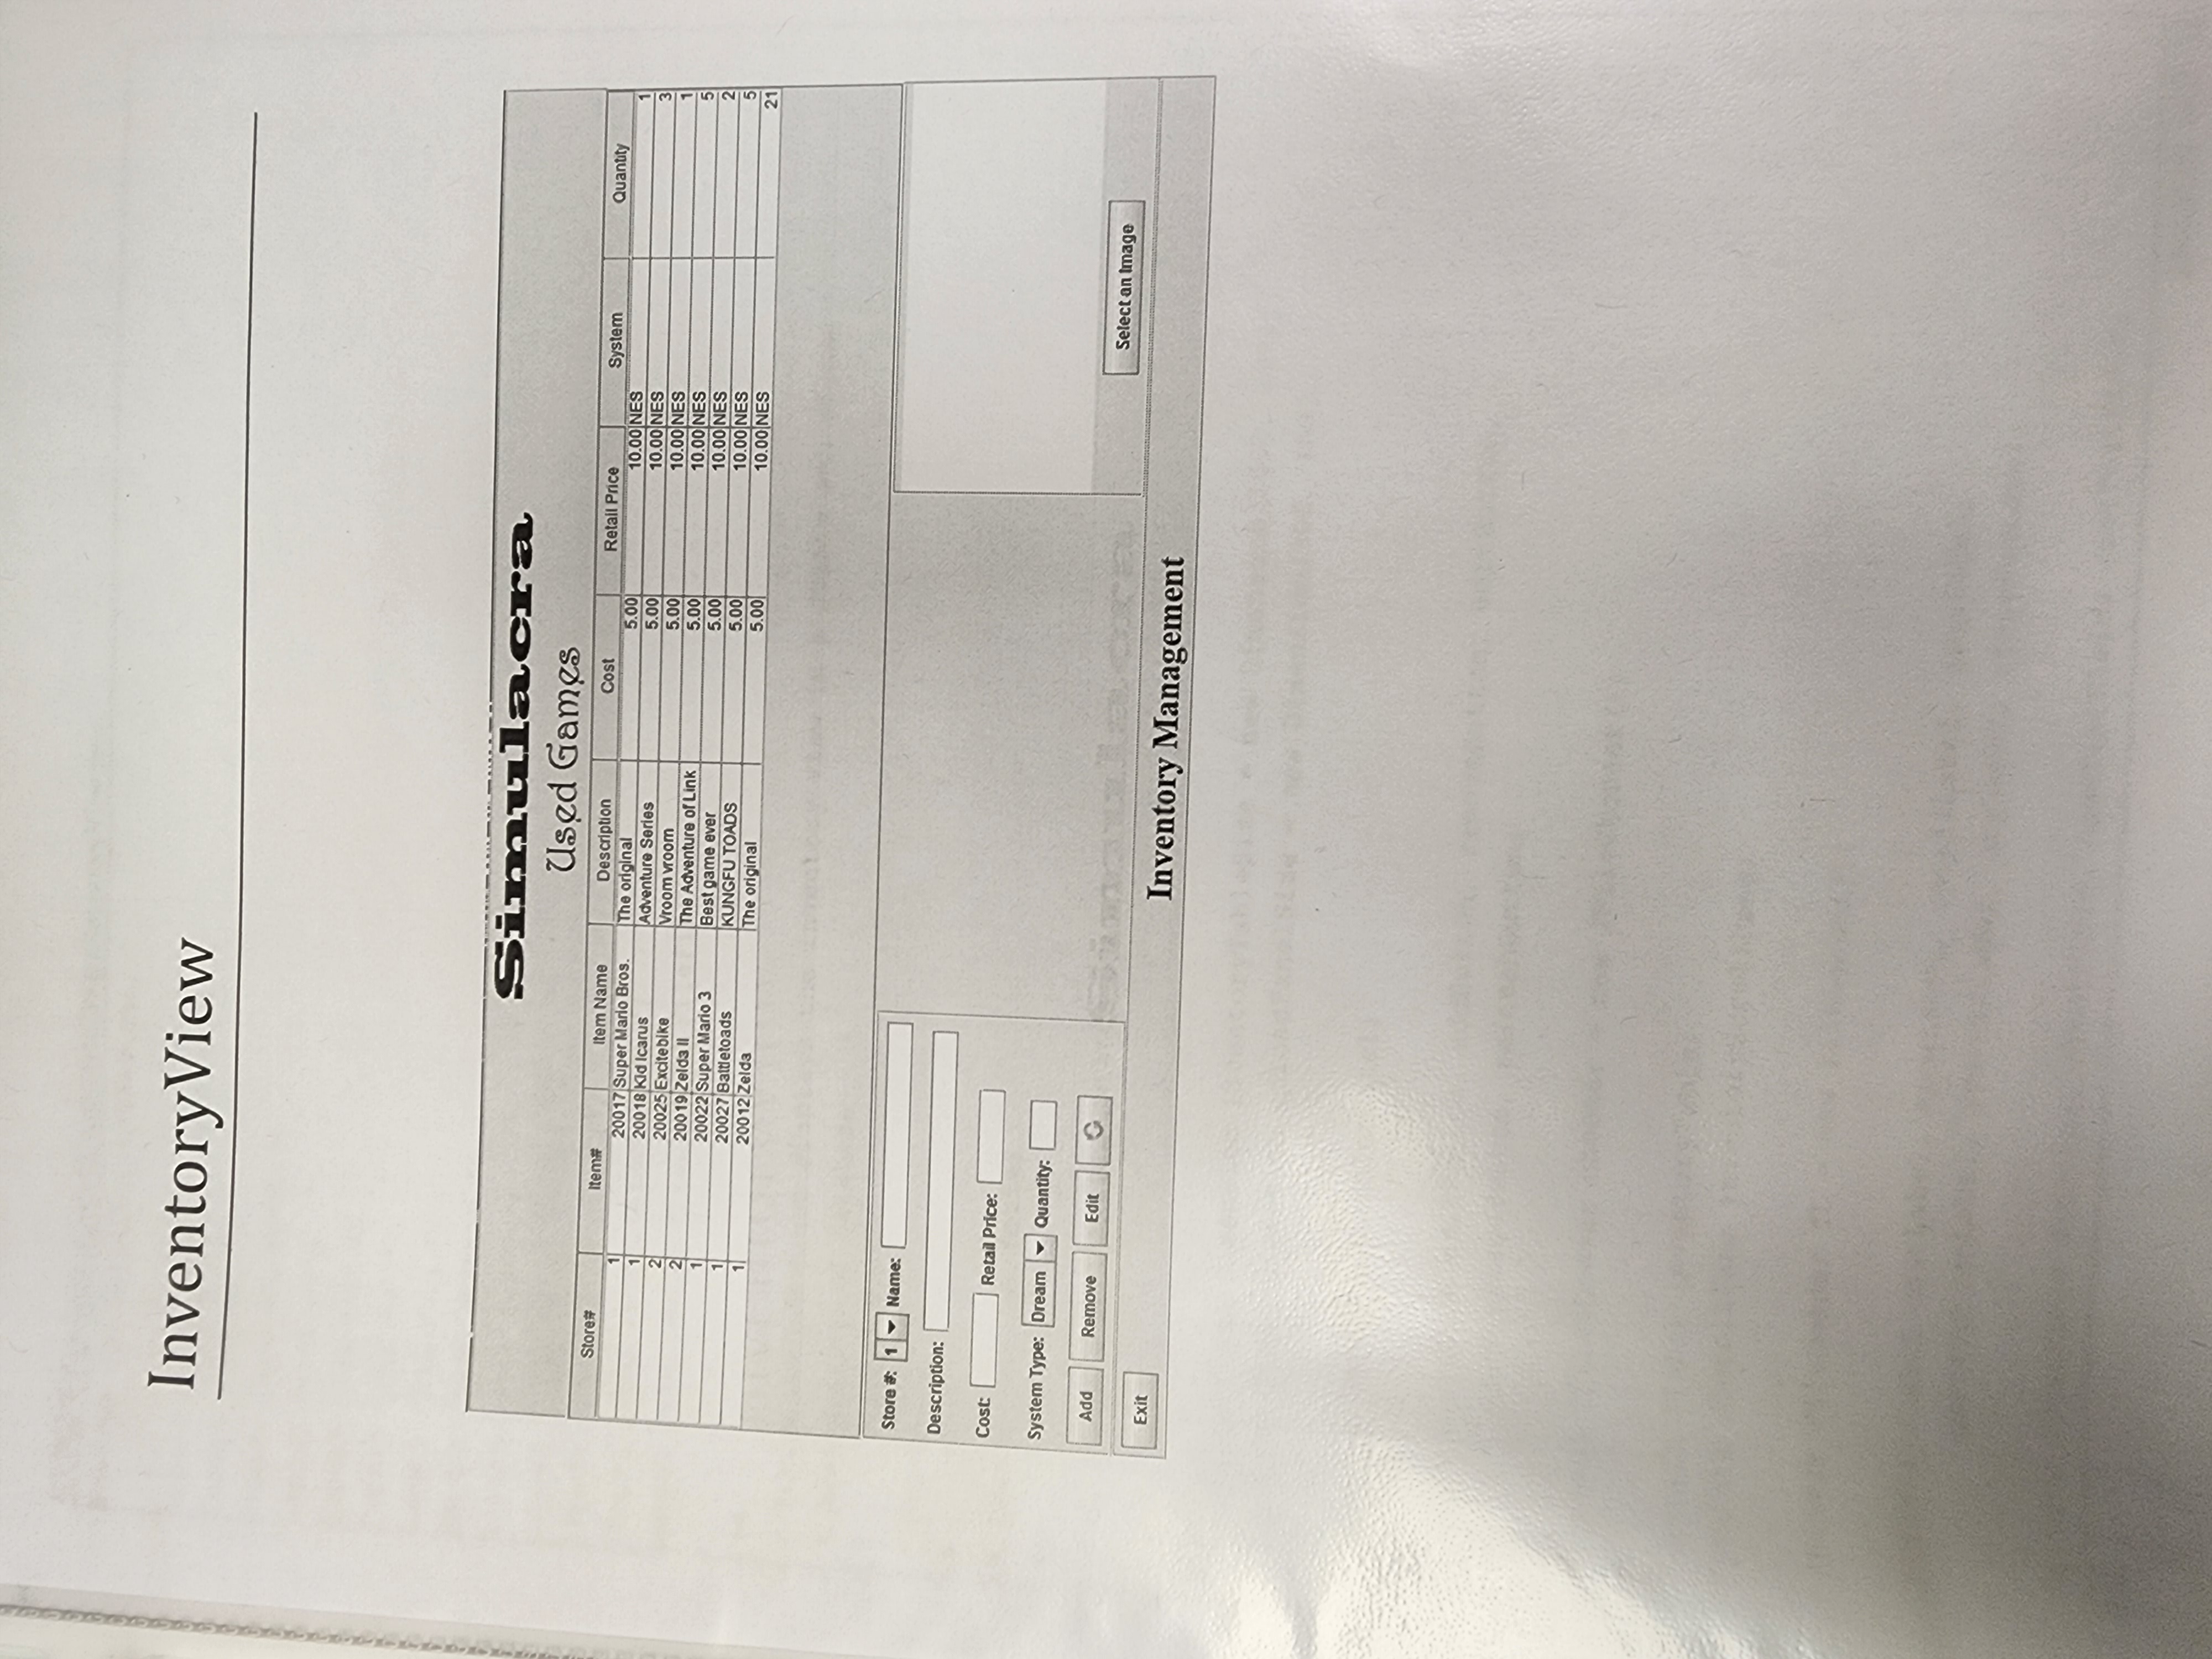 InventoryView
Simulacra
Used Games
Store# Item# Item Name Description Cost Retail Price System Quantity
1 20017 Super Mario Bros. The original 5.00 10.00 NES 1
1 20018 Kid Icarus Adventure Series 5.00 10.00 NES 3
2 20025 Excitebike Vroom vroom 5.00 10.00 NES 1
2 20019 Zelda II The Adventure of Link 5.00 10.00 NES 5
1 20022 Super Mario 3 Best game ever 5.00 10.00 NES 2
1 20027 Battletoads KUNGFU TOADS 5.00 10.00 NES 5
1 20012 Zelda The original 5.00 10.00 NES 21
Store #: 1 Name:
Description:
Cost: Retail Price:
System Type: Dream Quantity:
Add Remove Edit
Select an Image
Exit
Inventory Management